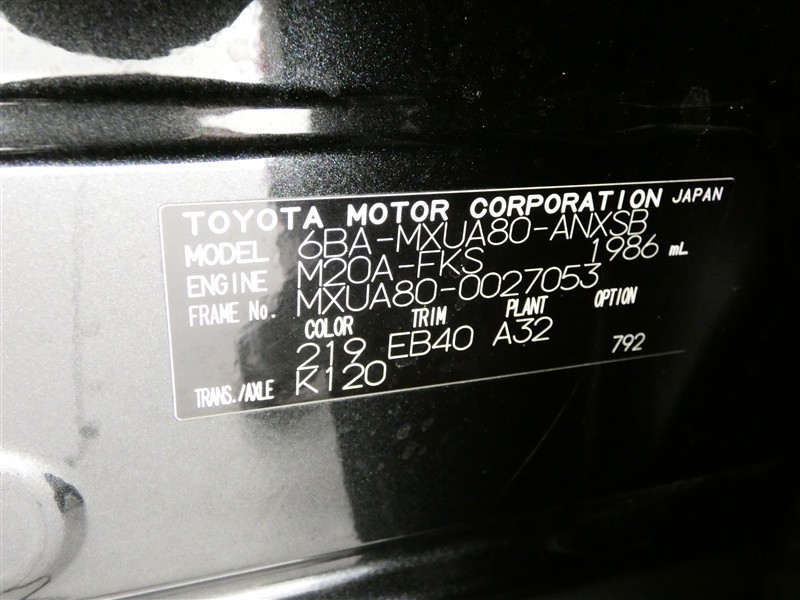 TOYOTA MOTOR CORPORATION JAPAN
MODEL 6BA-MXUA80-ANXSB
ENGINE M20A-FKS 1986 mL
FRAME No. MXUA80-0027053
COLOR TRIM PLANT OPTION
219 EB40 A32 792
TRANS./AXLE K120